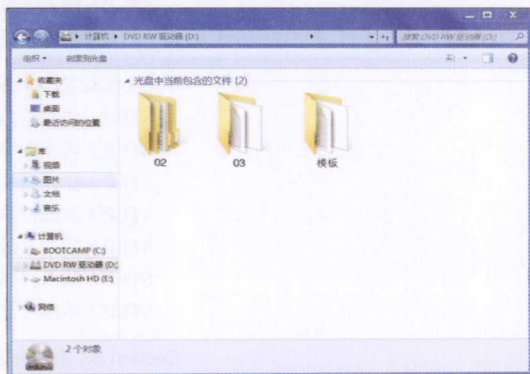 计算机 ▸ DVD RW 驱动器 (D:) ▸
搜索 DVD RW 驱动器 (D:)
组织 ▾ 刻录到光盘
收藏夹
下载
桌面
最近访问的位置
库
视频
图片
文档
音乐
计算机
BOOTCAMP (C:)
DVD RW 驱动器 (D:)
Macintosh HD (E:)
网络
光盘中当前包含的文件 (2)
02
03
模板
2 个对象